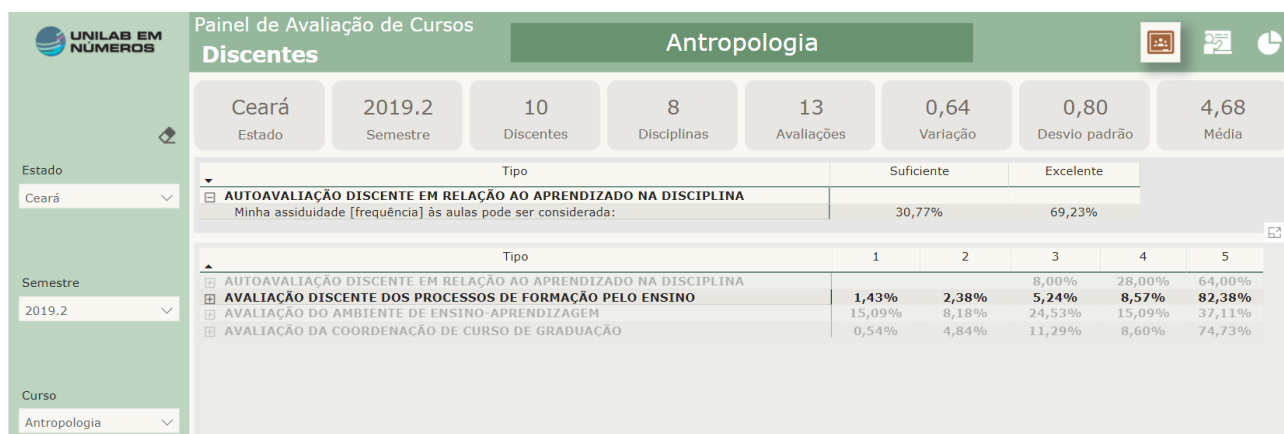 UNILAB EM
NÚMEROS
Painel de Avaliação de Cursos
Discentes
Antropologia
Ceará
Estado
2019.2
Semestre
10
Discentes
8
Disciplinas
13
Avaliações
0,64
Variação
0,80
Desvio padrão
4,68
Média
Estado
Ceará
Semestre
2019.2
Curso
Antropologia
Tipo Suficiente Excelente
AUTOAVALIAÇÃO DISCENTE EM RELAÇÃO AO APRENDIZADO NA DISCIPLINA
Minha assiduidade [frequência] às aulas pode ser considerada: 30,77% 69,23%
Tipo 1 2 3 4 5
AUTOAVALIAÇÃO DISCENTE EM RELAÇÃO AO APRENDIZADO NA DISCIPLINA 8,00% 28,00% 64,00%
AVALIAÇÃO DISCENTE DOS PROCESSOS DE FORMAÇÃO PELO ENSINO 1,43% 2,38% 5,24% 8,57% 82,38%
AVALIAÇÃO DO AMBIENTE DE ENSINO-APRENDIZAGEM 15,09% 8,18% 24,53% 15,09% 37,11%
AVALIAÇÃO DA COORDENAÇÃO DE CURSO DE GRADUAÇÃO 0,54% 4,84% 11,29% 8,60% 74,73%